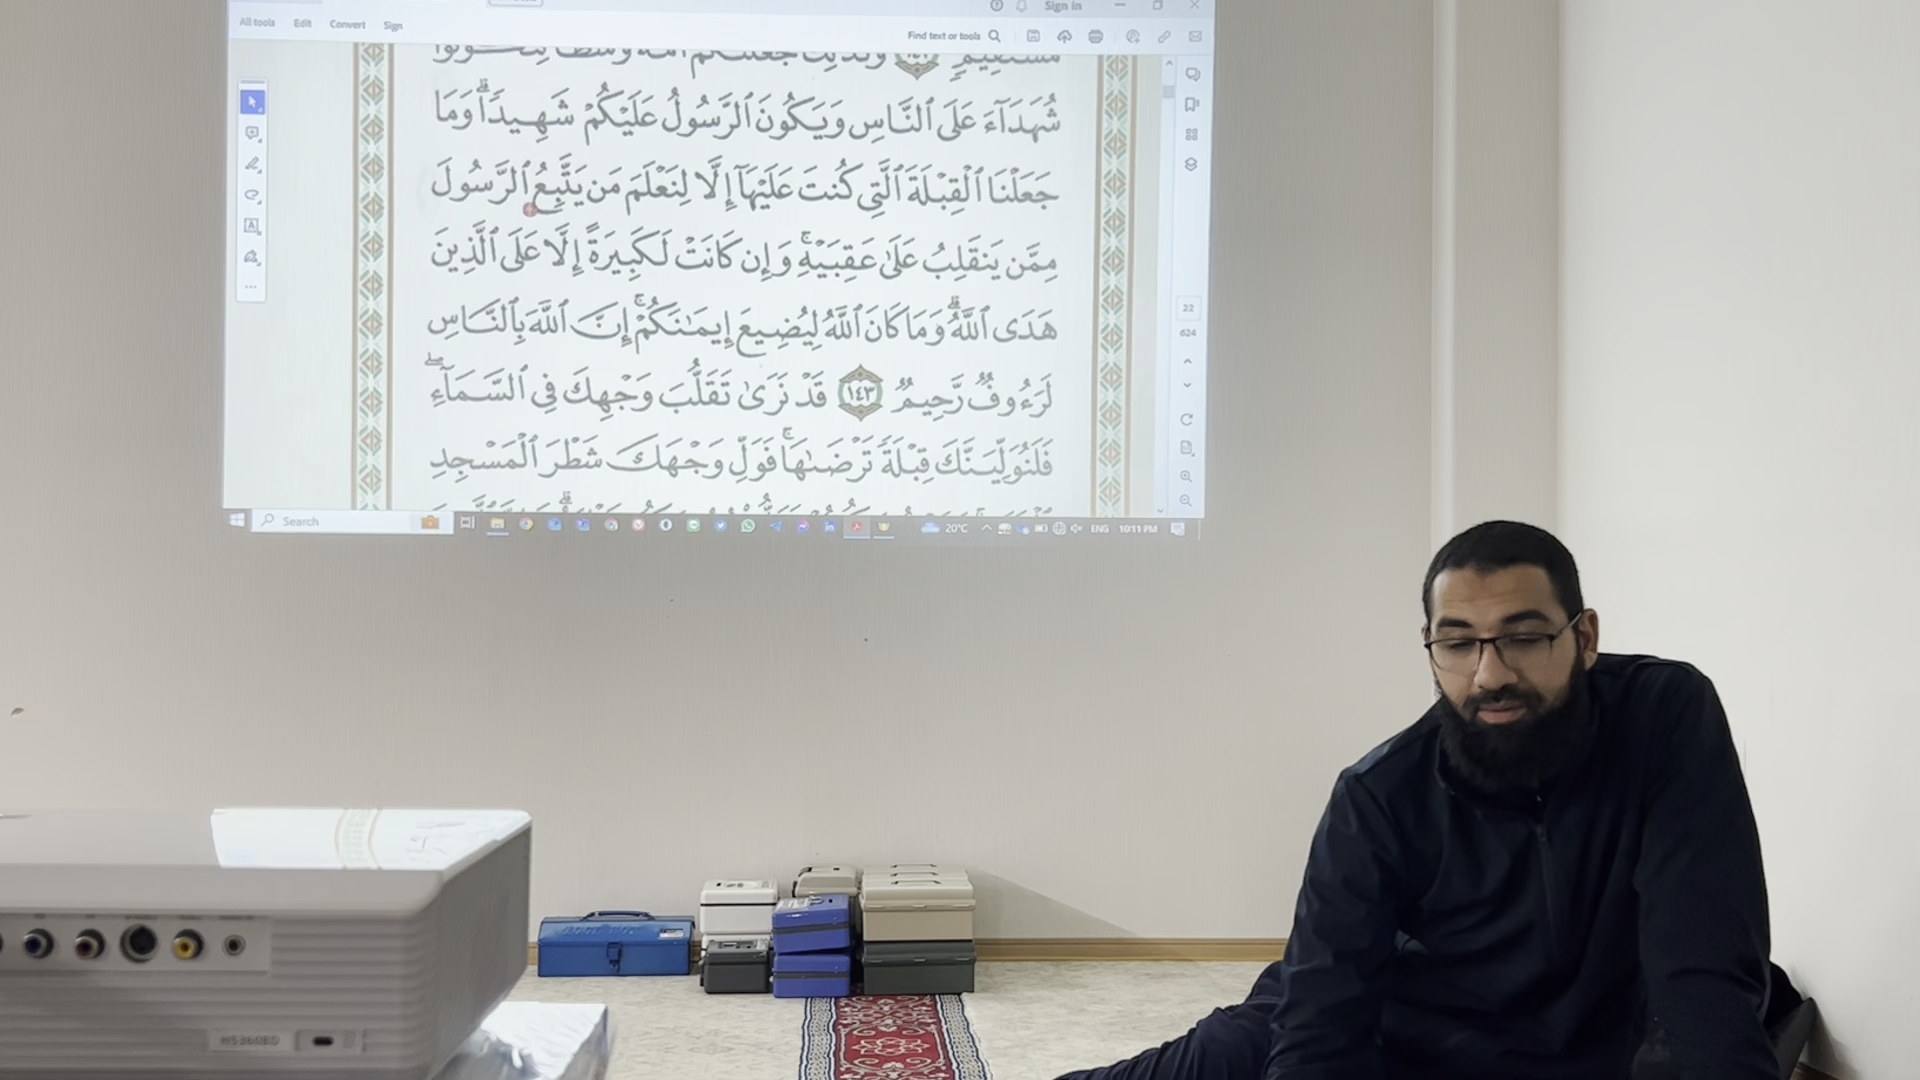 Sign in
All tools Edit Convert Sign
Find text or tools
شُهَدَآءَ عَلَى ٱلنَّاسِ وَيَكُونَ ٱلرَّسُولُ عَلَيْكُمْ شَهِيدًاۗ وَمَا
جَعَلْنَا ٱلْقِبْلَةَ ٱلَّتِى كُنتَ عَلَيْهَآ إِلَّا لِنَعْلَمَ مَن يَتَّبِعُ ٱلرَّسُولَ
مِمَّن يَنقَلِبُ عَلَىٰ عَقِبَيْهِۚ وَإِن كَانَتْ لَكَبِيرَةً إِلَّا عَلَى ٱلَّذِينَ
هَدَى ٱللَّهُۗ وَمَا كَانَ ٱللَّهُ لِيُضِيعَ إِيمَـٰنَكُمْۚ إِنَّ ٱللَّهَ بِٱلنَّاسِ
لَرَءُوفٌ رَّحِيمٌ ١٤٣ قَدْ نَرَىٰ تَقَلُّبَ وَجْهِكَ فِى ٱلسَّمَآءِۖ
فَلَنُوَلِّيَنَّكَ قِبْلَةً تَرْضَىٰهَاۚ فَوَلِّ وَجْهَكَ شَطْرَ ٱلْمَسْجِدِ
22
624
Search
20°C ENG 10:11 PM